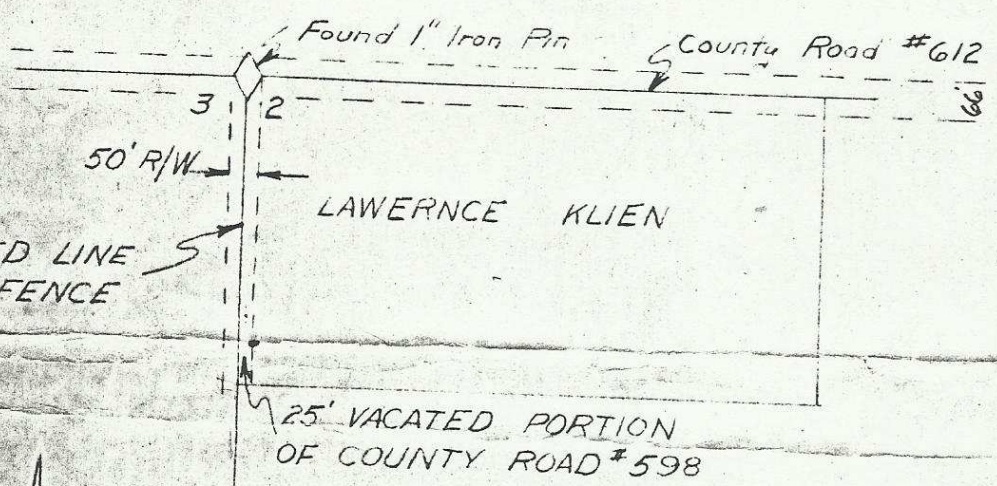 Found 1" Iron Pin
County Road #612
66'
3 2
50' R/W
LAWERNCE KLIEN
LINE
FENCE
25' VACATED PORTION
OF COUNTY ROAD #598